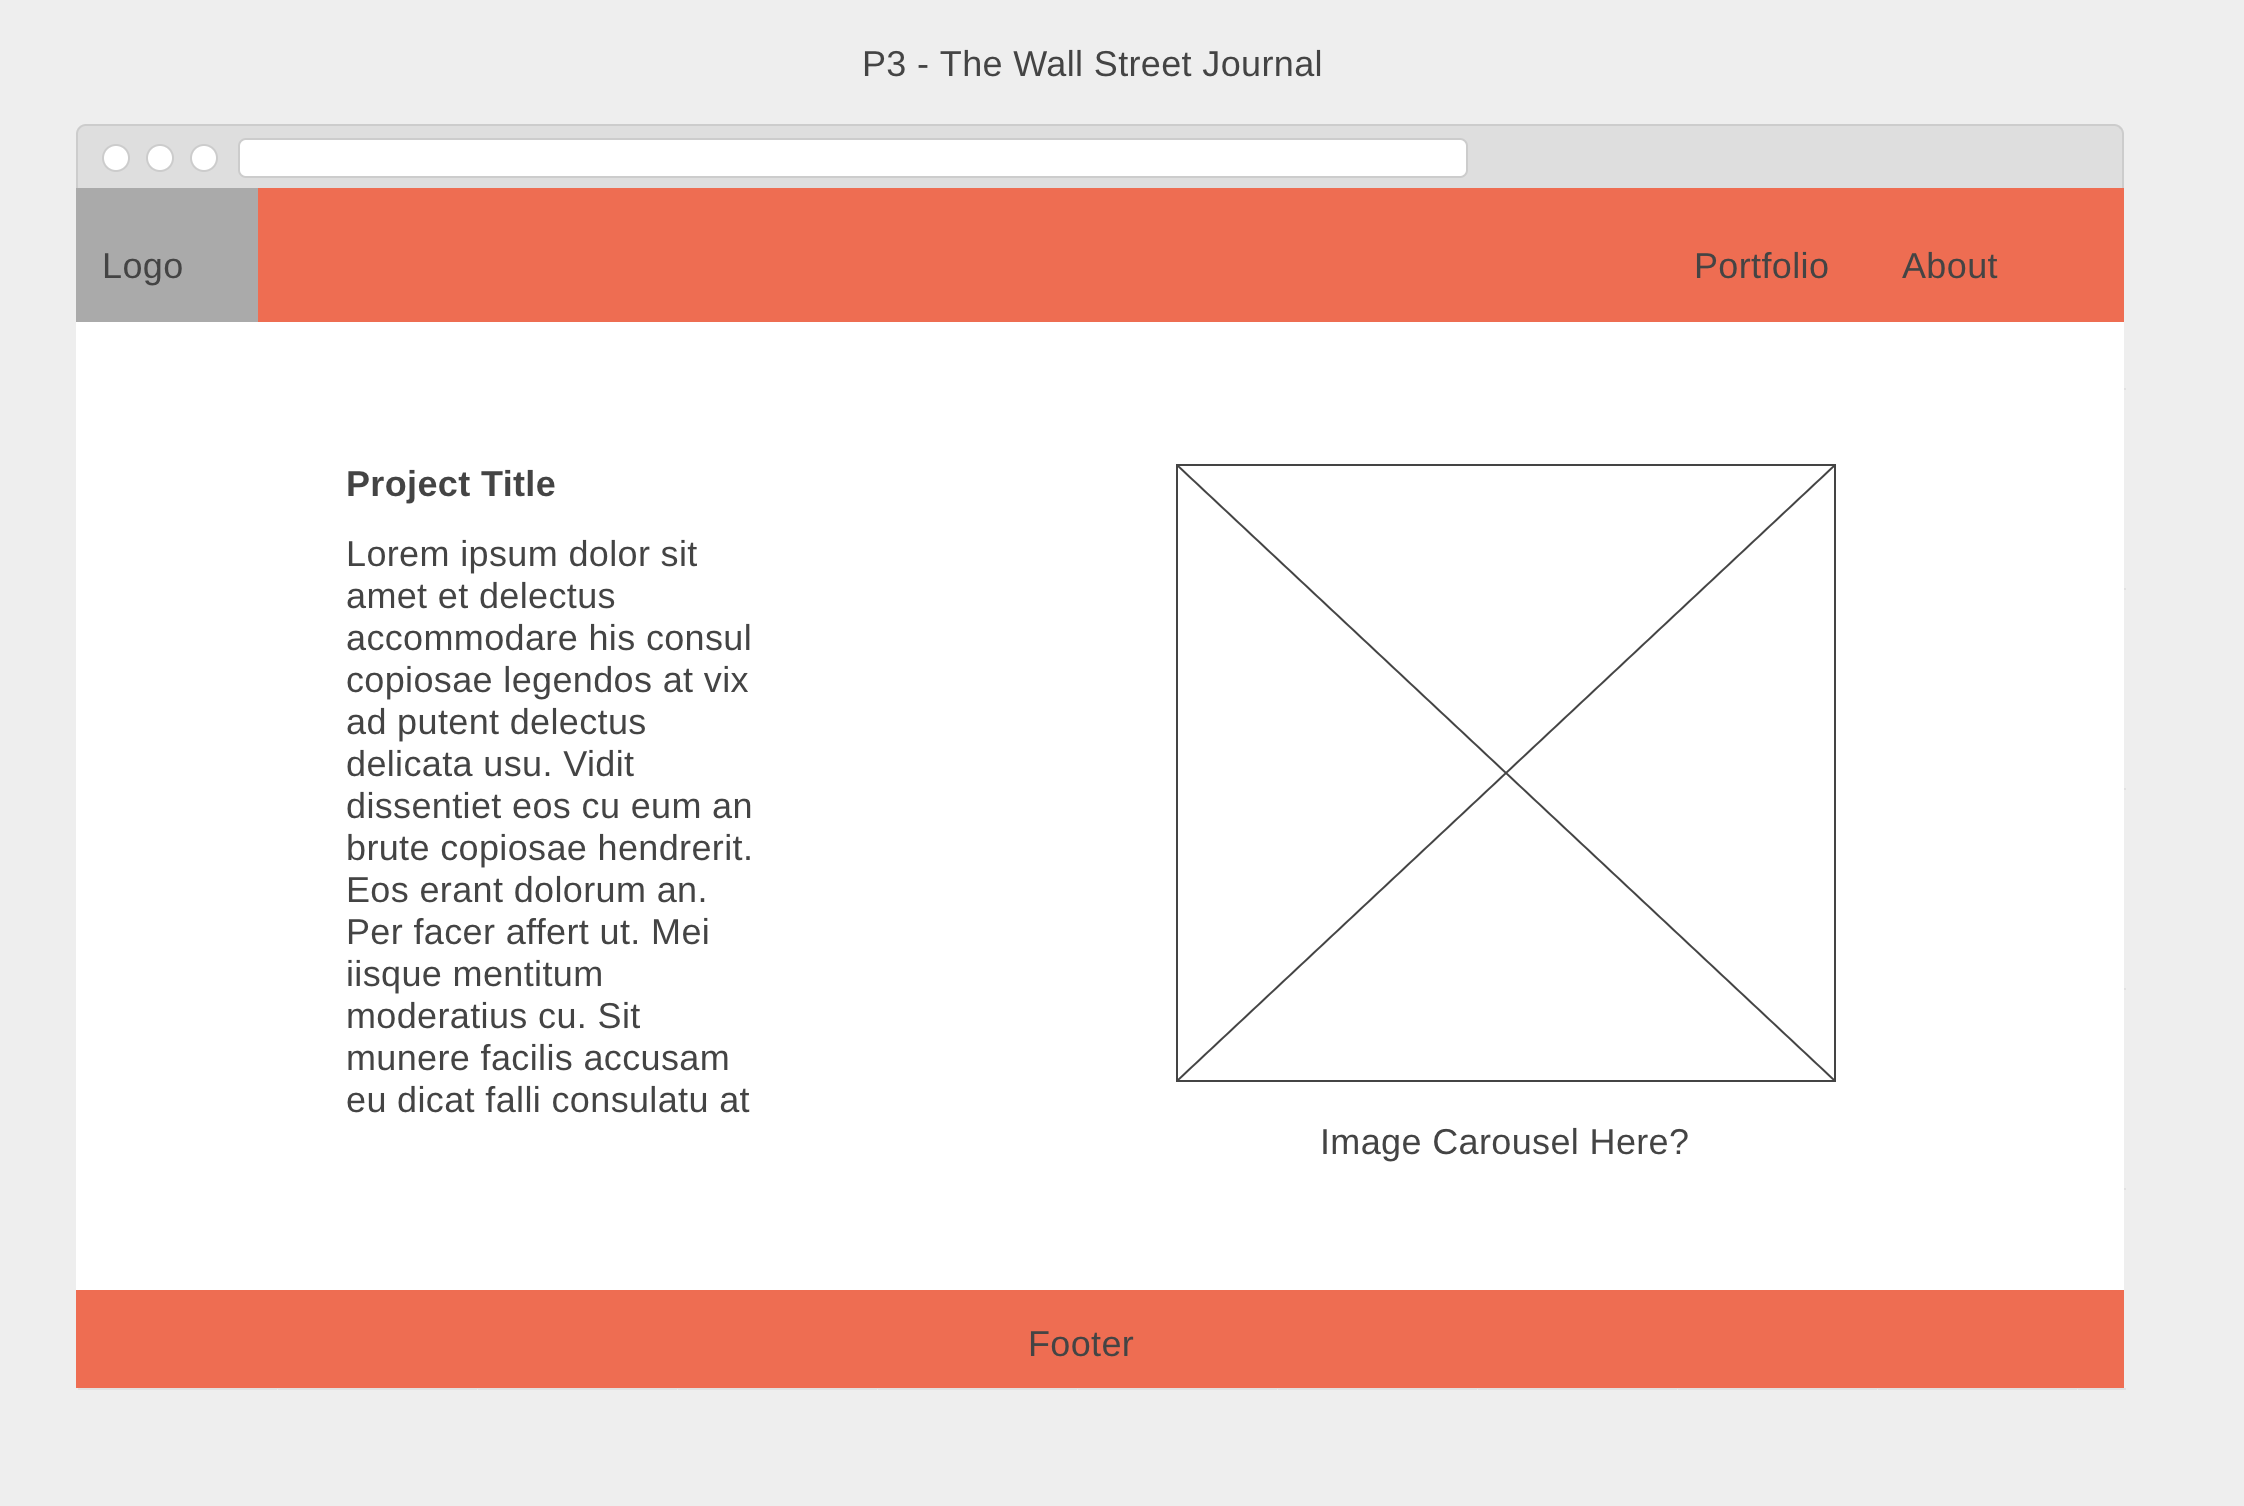 P3 - The Wall Street Journal
Logo
Portfolio About
Project Title
Lorem ipsum dolor sit
amet et delectus
accommodare his consul
copiosae legendos at vix
ad putent delectus
delicata usu. Vidit
dissentiet eos cu eum an
brute copiosae hendrerit.
Eos erant dolorum an.
Per facer affert ut. Mei
iisque mentitum
moderatius cu. Sit
munere facilis accusam
eu dicat falli consulatu at
Image Carousel Here?
Footer